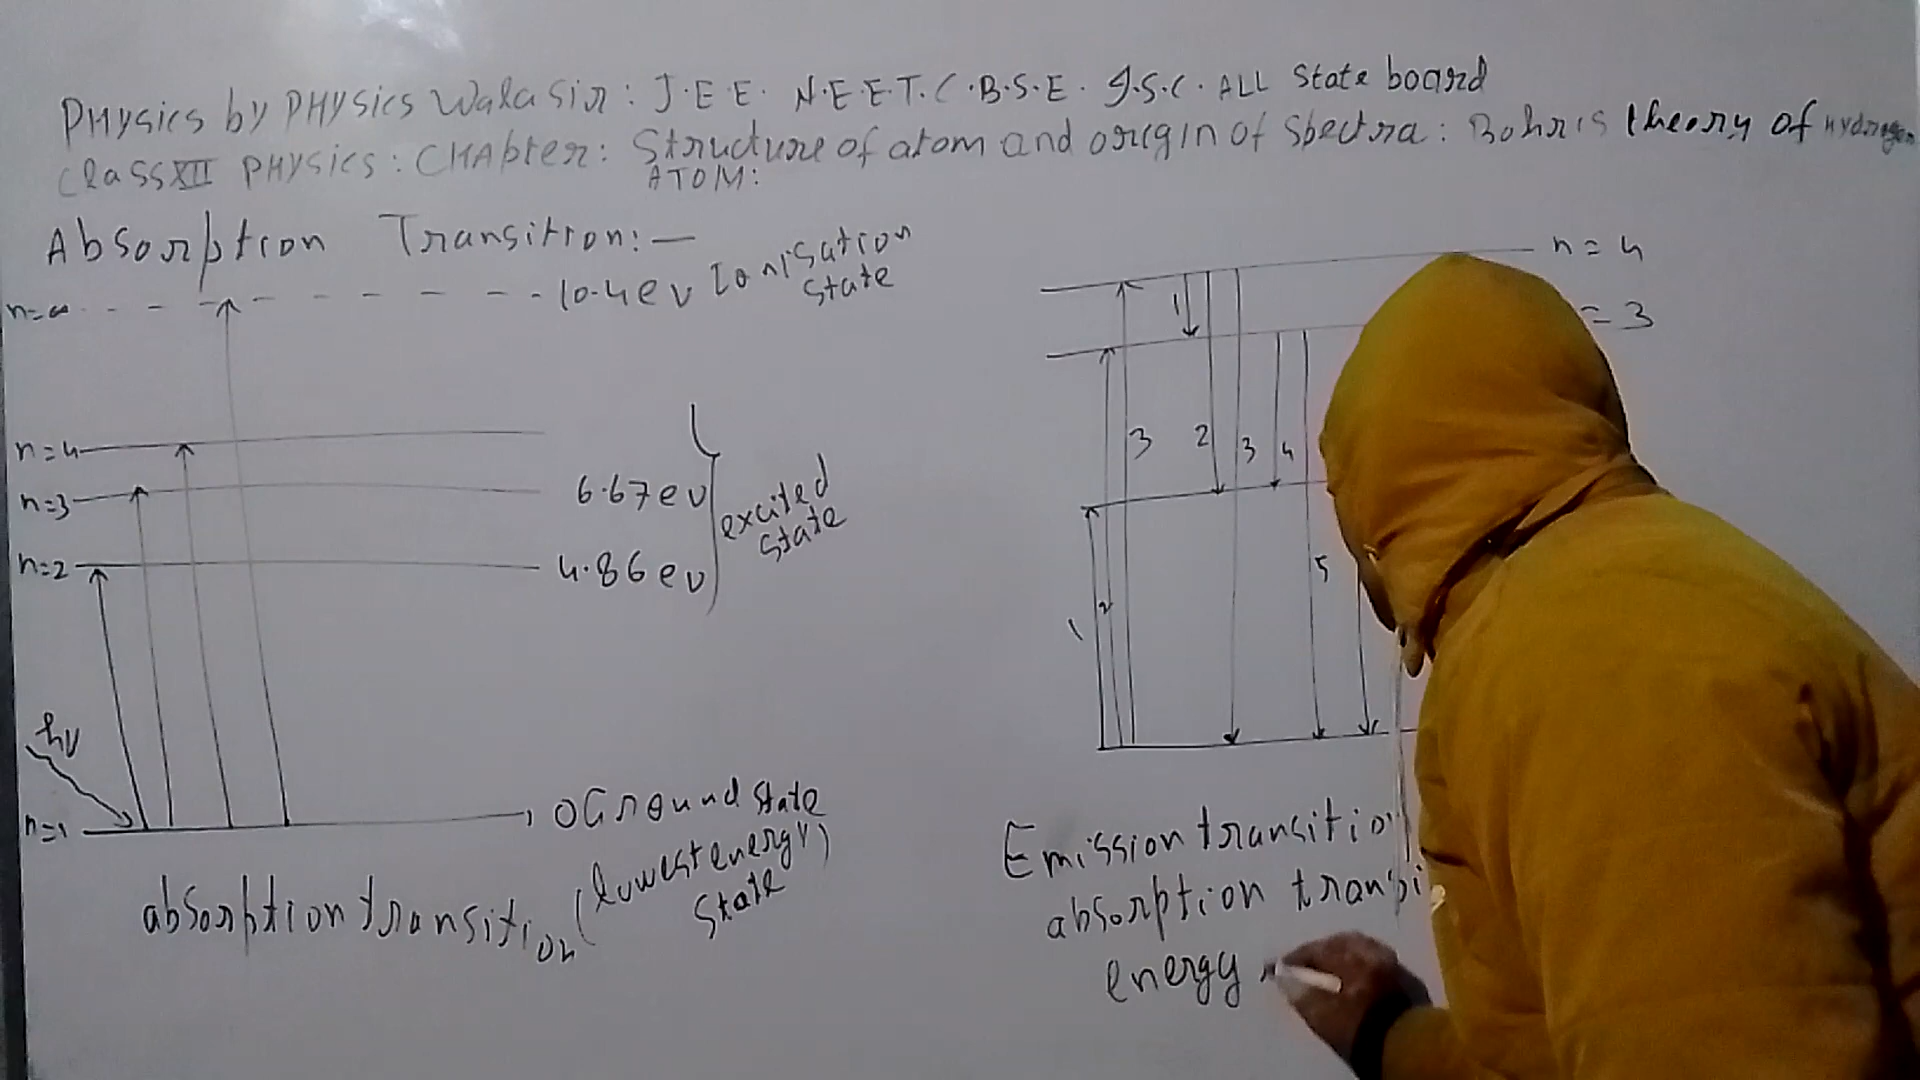 Physics by PHysics Walasir: J.E.E. N.E.E.T. C.B.S.E. I.S.C. ALL State board
Class XII PHYSICS: CHApter: Structure of atom and origin of Spectra: Bohr's theory of Hydrogen
ATOM:
Absorption Transition:—
n=∞ 10.4ev Ionisation
state
n=4
n=3 6.67ev
n=2 4.86ev
excited
state
hν
n=1 0 Ground state
(lowest energy)
state
absorption transition
n=4
=3
1
2
3
1
2
3
4
5
Emission transition
absorption transi
energy